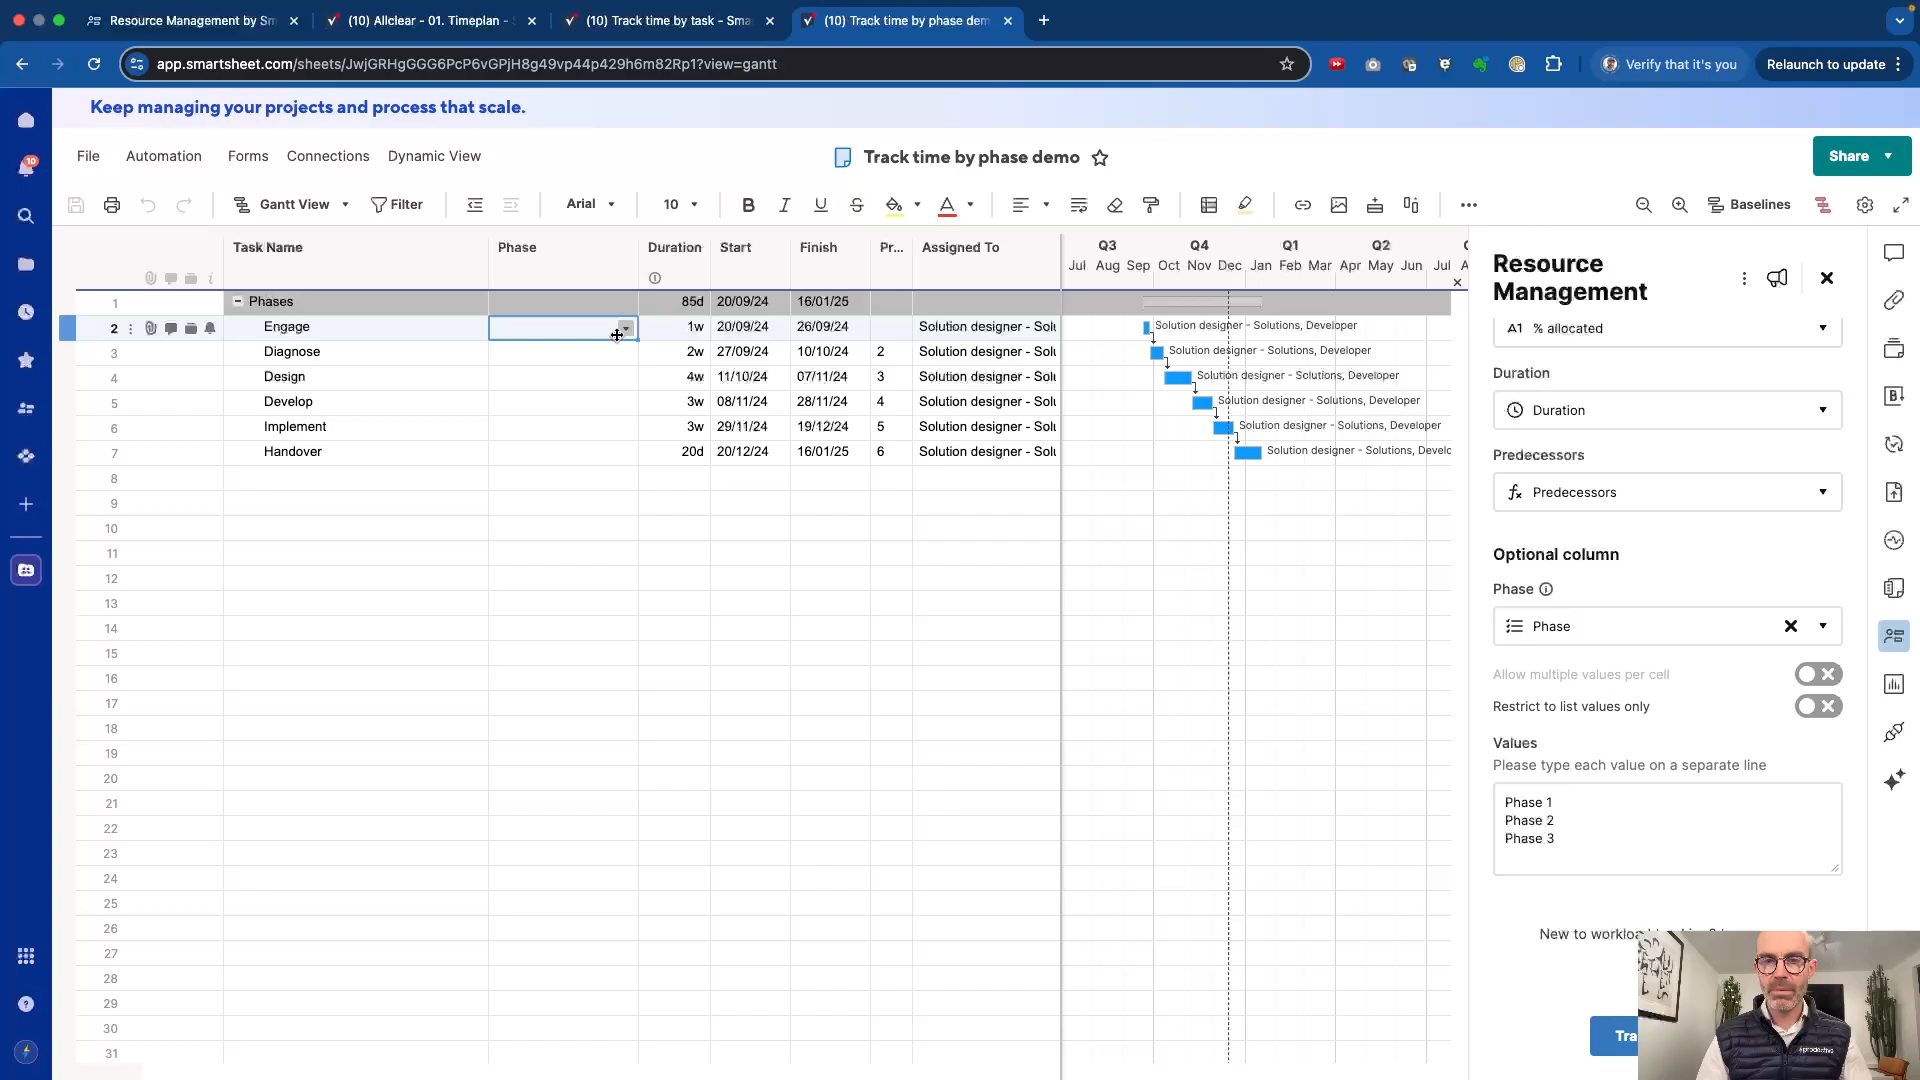 Resource Management by Sm
(10) Allclear - 01. Timeplan -
(10) Track time by task - Sma
(10) Track time by phase dem
app.smartsheet.com/sheets/JwjGRHgGGG6PcP6vGPjH8g49vp44p429h6m82Rp1?view=gantt
Verify that it's you
Relaunch to update
Keep managing your projects and process that scale.
10
File
Automation
Forms
Connections
Dynamic View
Track time by phase demo
Share
Gantt View
Filter
Arial
10
Baselines
Task Name
Phase
Duration
Start
Finish
Pr...
Assigned To
Q3
Q4
Q1
Q2
Jul Aug Sep Oct Nov Dec Jan Feb Mar Apr May Jun Jul A
1 Phases 85d 20/09/24 16/01/25
2 Engage 1w 20/09/24 26/09/24 Solution designer - Solu
Solution designer - Solutions, Developer
3 Diagnose 2w 27/09/24 10/10/24 2 Solution designer - Solu
Solution designer - Solutions, Developer
4 Design 4w 11/10/24 07/11/24 3 Solution designer - Solu
Solution designer - Solutions, Developer
5 Develop 3w 08/11/24 28/11/24 4 Solution designer - Solu
Solution designer - Solutions, Developer
6 Implement 3w 29/11/24 19/12/24 5 Solution designer - Solu
Solution designer - Solutions, Developer
7 Handover 20d 20/12/24 16/01/25 6 Solution designer - Solu
Solution designer - Solutions, Develo
8
9
10
11
12
13
14
15
16
17
18
19
20
21
22
23
24
25
26
27
28
29
30
31
Resource
Management
A1 % allocated
Duration
Duration
Predecessors
fx Predecessors
Optional column
Phase
Phase
Allow multiple values per cell
Restrict to list values only
Values
Please type each value on a separate line
Phase 1
Phase 2
Phase 3
New to
Tra